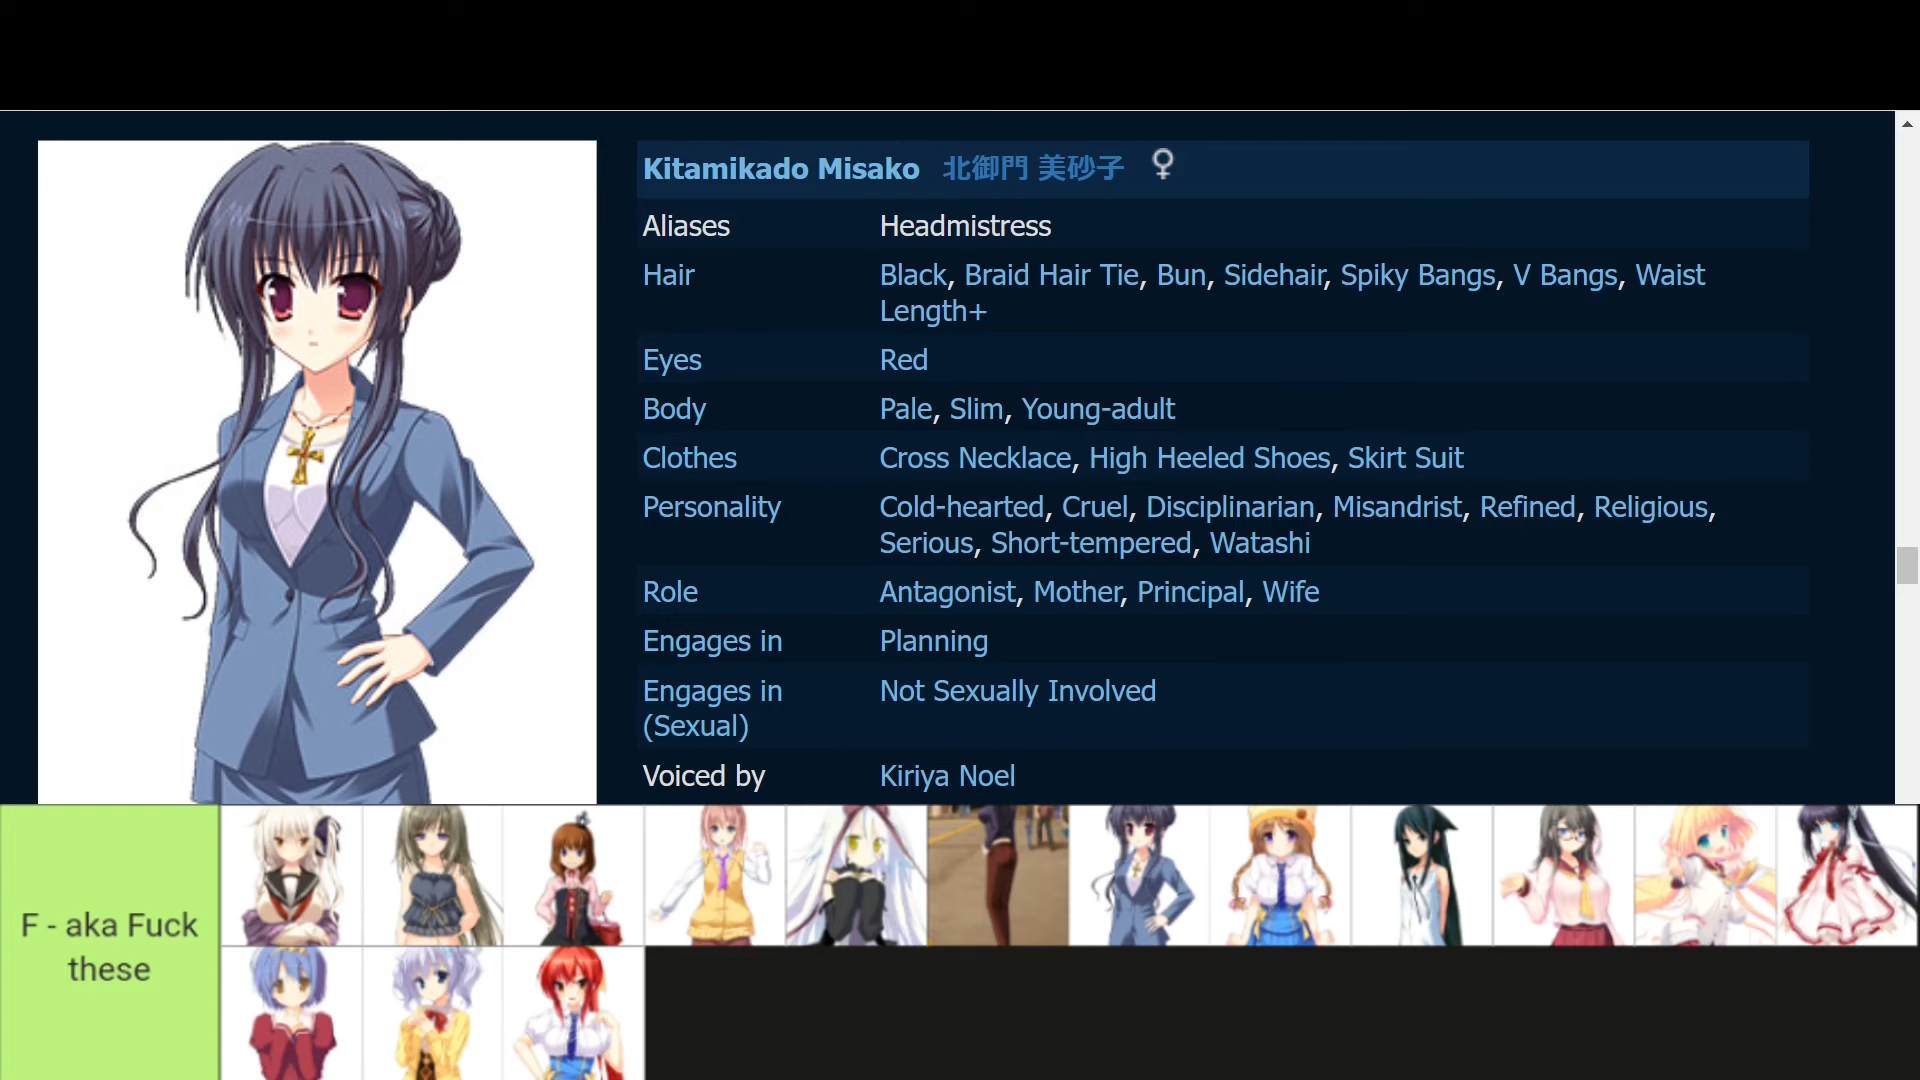 Kitamikado Misako 北御門 美砂子 ♀
Aliases Headmistress
Hair Black, Braid Hair Tie, Bun, Sidehair, Spiky Bangs, V Bangs, Waist
Length+
Eyes Red
Body Pale, Slim, Young-adult
Clothes Cross Necklace, High Heeled Shoes, Skirt Suit
Personality Cold-hearted, Cruel, Disciplinarian, Misandrist, Refined, Religious,
Serious, Short-tempered, Watashi
Role Antagonist, Mother, Principal, Wife
Engages in Planning
Engages in Not Sexually Involved
(Sexual)
Voiced by Kiriya Noel
F - aka Fuck
these